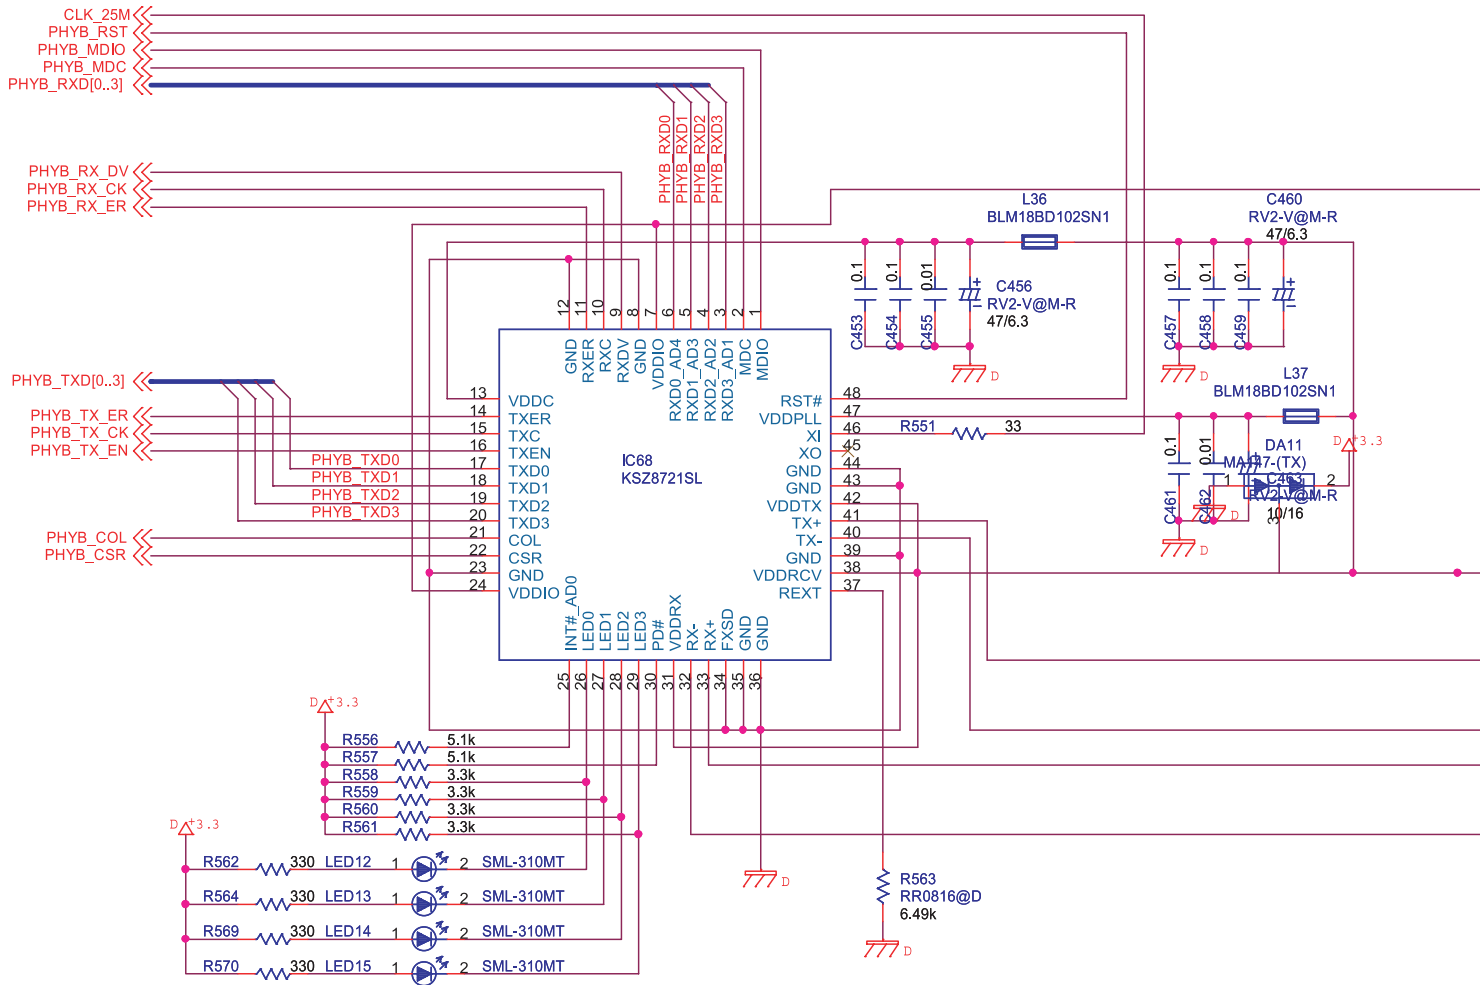 CLK_25M
PHYB_RST
PHYB_MDIO
PHYB_MDC
PHYB_RXD[0..3]
PHYB_RXD0
PHYB_RXD1
PHYB_RXD2
PHYB_RXD3
PHYB_RX_DV
PHYB_RX_CK
PHYB_RX_ER
L36
BLM18BD102SN1
C460
RV2-V@M-R
47/6.3
0.1
0.1
0.01
C456
RV2-V@M-R
47/6.3
C453
C454
C455
D
0.1
0.1
0.1
C457
C458
C459
D
12
11
10
9
8
7
6
5
4
3
2
1
GND
RXER
RXC
RXDV
GND
VDDIO
RXD0_AD4
RXD1_AD3
RXD2_AD2
RXD3_AD1
MDC
MDIO
PHYB_TXD[0..3]
PHYB_TX_ER
PHYB_TX_CK
PHYB_TX_EN
PHYB_TXD0
PHYB_TXD1
PHYB_TXD2
PHYB_TXD3
PHYB_COL
PHYB_CSR
13 VDDC
14 TXER
15 TXC
16 TXEN
17 TXD0
18 TXD1
19 TXD2
20 TXD3
21 COL
22 CSR
23 GND
24 VDDIO
IC68
KSZ8721SL
RST# 48
VDDPLL 47
XI 46
XO 45
GND 44
GND 43
VDDTX 42
TX+ 41
TX- 40
GND 39
VDDRCV 38
REXT 37
R551 33
L37
BLM18BD102SN1
0.1
0.01
C461
C462
DA11
MA147-(TX)
C463
RV2-V@M-R
10/16
1
2
3
D +3.3
D
D
INT#_AD0
LED0
LED1
LED2
LED3
PD#
VDDRX
RX-
RX+
FXSD
GND
GND
25
26
27
28
29
30
31
32
33
34
35
36
D +3.3
R556 5.1k
R557 5.1k
R558 3.3k
R559 3.3k
R560 3.3k
R561 3.3k
D +3.3
R562 330 LED12 1 2 SML-310MT
R564 330 LED13 1 2 SML-310MT
R569 330 LED14 1 2 SML-310MT
R570 330 LED15 1 2 SML-310MT
D
R563
RR0816@D
6.49k
D